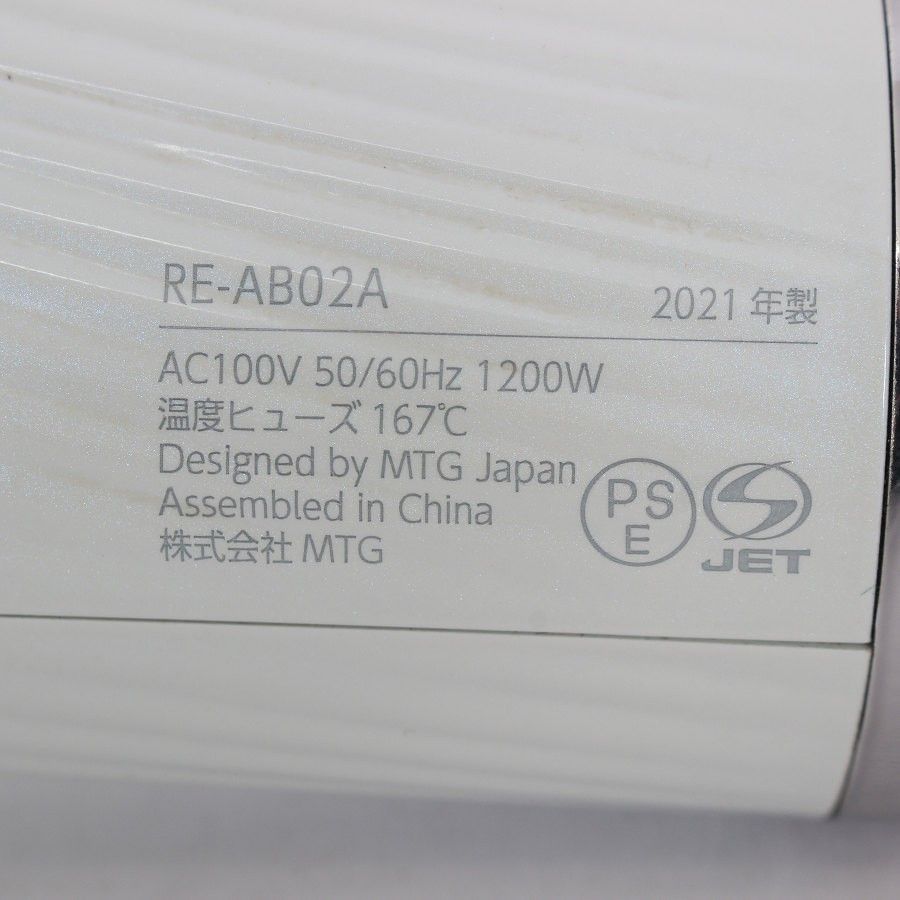 RE-AB02A 2021 年製
AC100V 50/60Hz 1200W
温度ヒューズ 167℃
Designed by MTG Japan
Assembled in China
株式会社 MTG
PS
E
JET